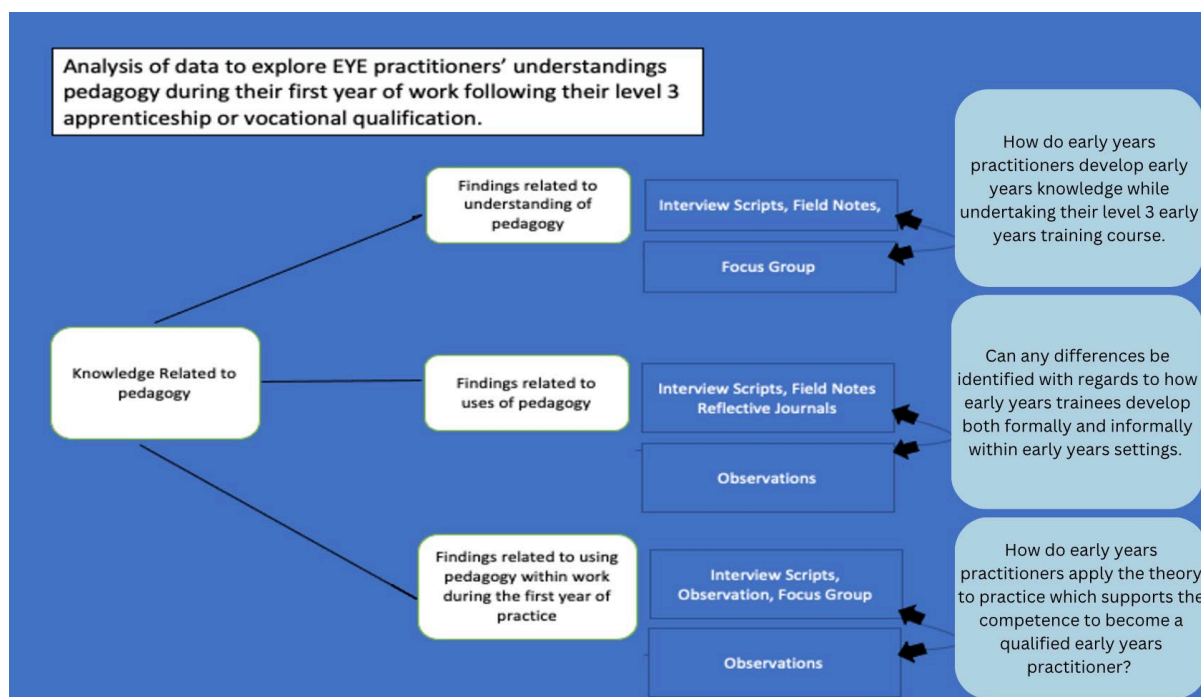 Analysis of data to explore EYE practitioners' understandings
pedagogy during their first year of work following their level 3
apprenticeship or vocational qualification.
Knowledge Related to
pedagogy
Findings related to
understanding of
pedagogy
Interview Scripts, Field Notes,
Focus Group
How do early years
practitioners develop early
years knowledge while
undertaking their level 3 early
years training course.
Findings related to
uses of pedagogy
Interview Scripts, Field Notes
Reflective Journals
Observations
Can any differences be
identified with regards to how
early years trainees develop
both formally and informally
within early years settings.
Findings related to using
pedagogy within work
during the first year of
practice
Interview Scripts,
Observation, Focus Group
Observations
How do early years
practitioners apply the theory
to practice which supports the
competence to become a
qualified early years
practitioner?